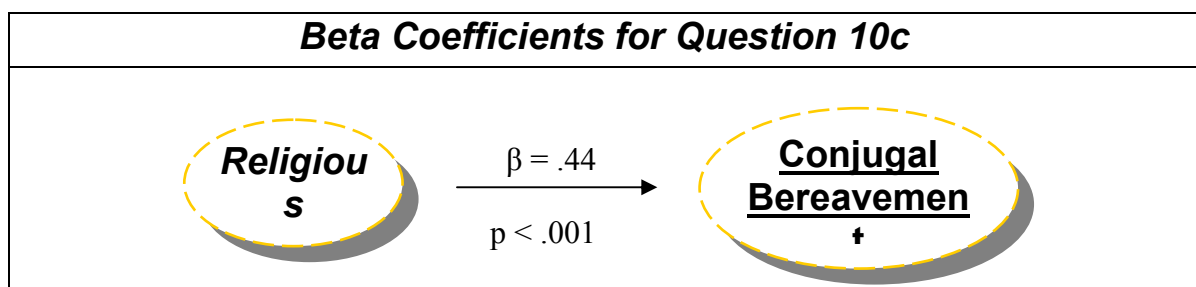 Beta Coefficients for Question 10c
Religiou
s
β = .44
p < .001
Conjugal
Bereavemen
t